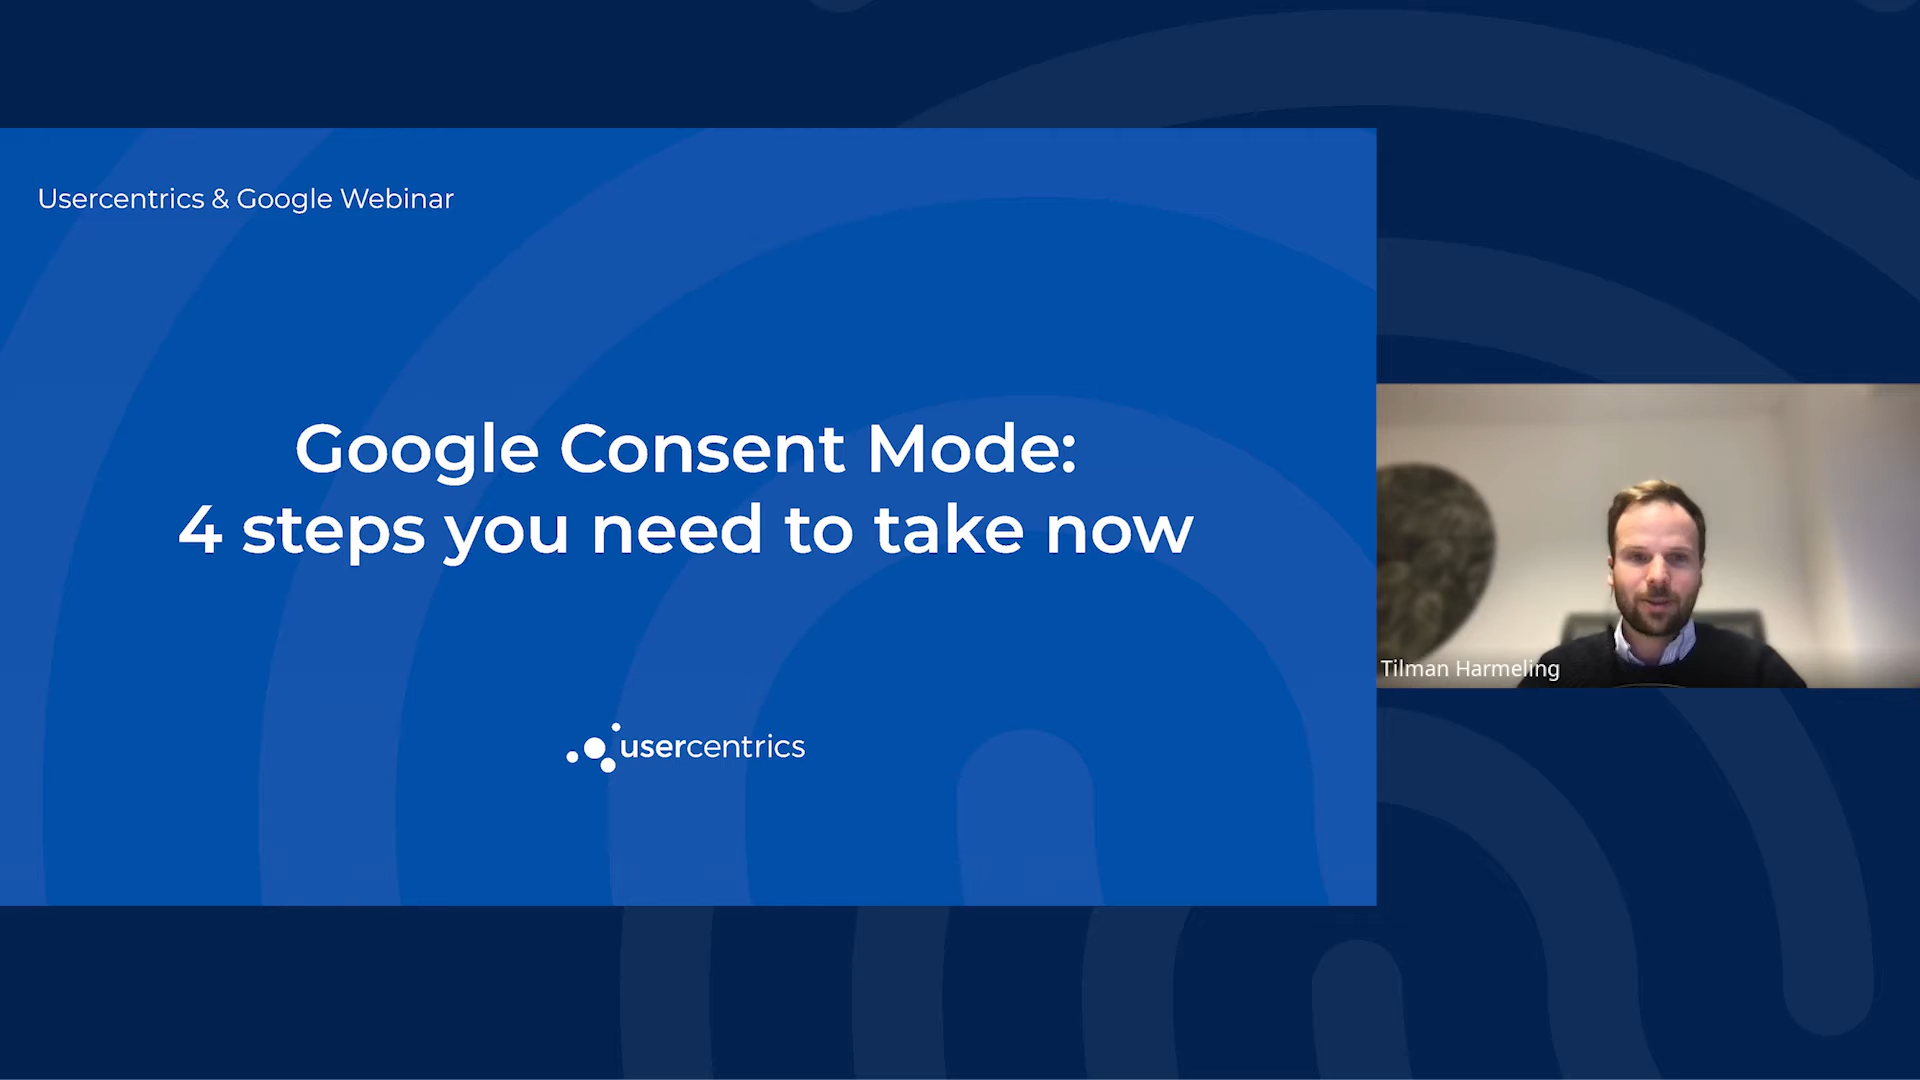 Usercentrics & Google Webinar
Google Consent Mode:
4 steps you need to take now
usercentrics
Tilman Harmeling